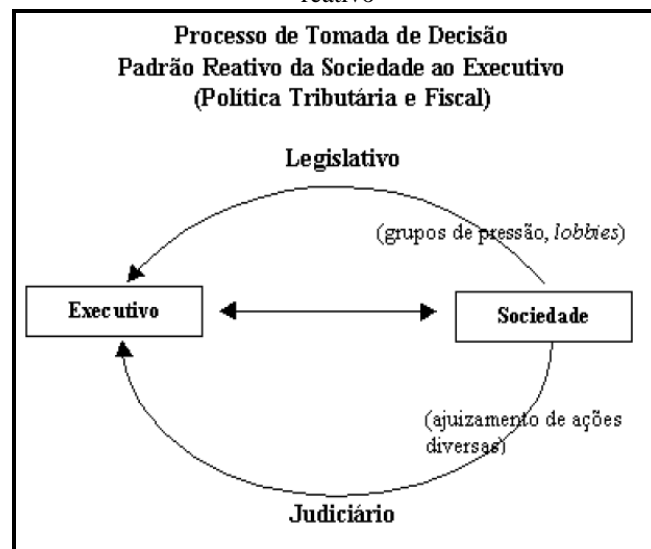 reativo
Processo de Tomada de Decisão
Padrão Reativo da Sociedade ao Executivo
(Política Tributária e Fiscal)
Legislativo
(grupos de pressão, lobbies)
Executivo
Sociedade
(ajuizamento de ações
diversas)
Judiciário